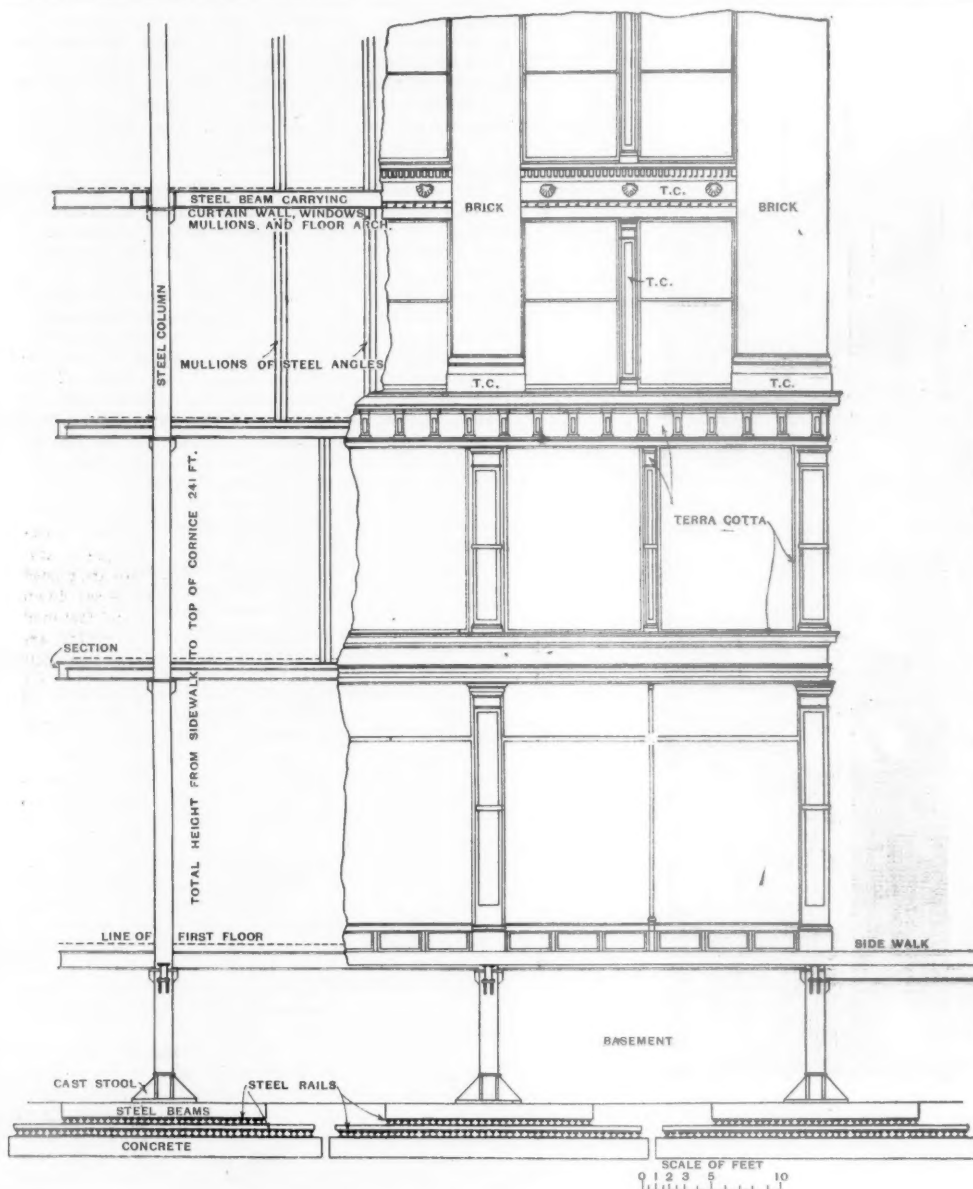 STEEL BEAM CARRYING
CURTAIN WALL, WINDOWS,
MULLIONS, AND FLOOR ARCH.
T.C.
BRICK
BRICK
T.C.
STEEL COLUMN
MULLIONS OF STEEL ANGLES
T.C.
T.C.
TERRA COTTA
TOTAL HEIGHT FROM SIDEWALK TO TOP OF CORNICE 241 FT.
SECTION
LINE OF FIRST FLOOR
SIDE WALK
BASEMENT
CAST STOOL
STEEL RAILS
STEEL BEAMS
CONCRETE
SCALE OF FEET
0 1 2 3 5 10